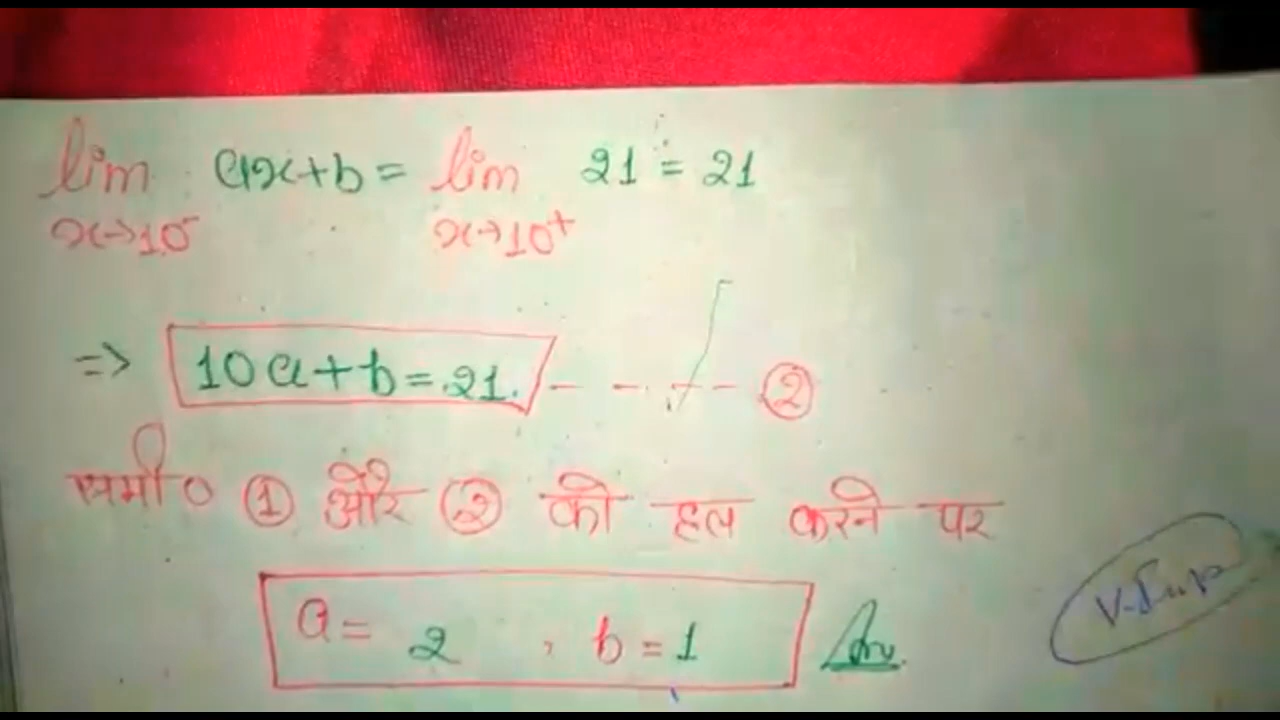 lim ax+b = lim 21 = 21
x→10⁻ x→10⁺
=> 10a+b=21. - - - - ②
समी० ① और ② को हल करने पर
a= 2 , b=1 Ans.
V-Imp